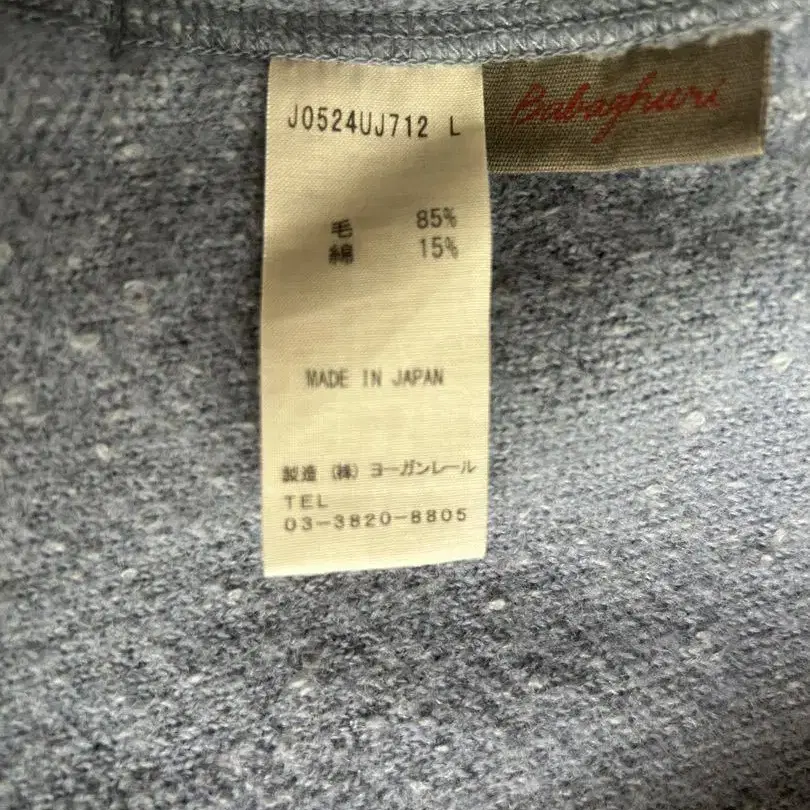 Babaghuri
J0524UJ712 L
毛 85%
綿 15%
MADE IN JAPAN
製造 (株) ヨーガンレール
TEL
03-3820-8805